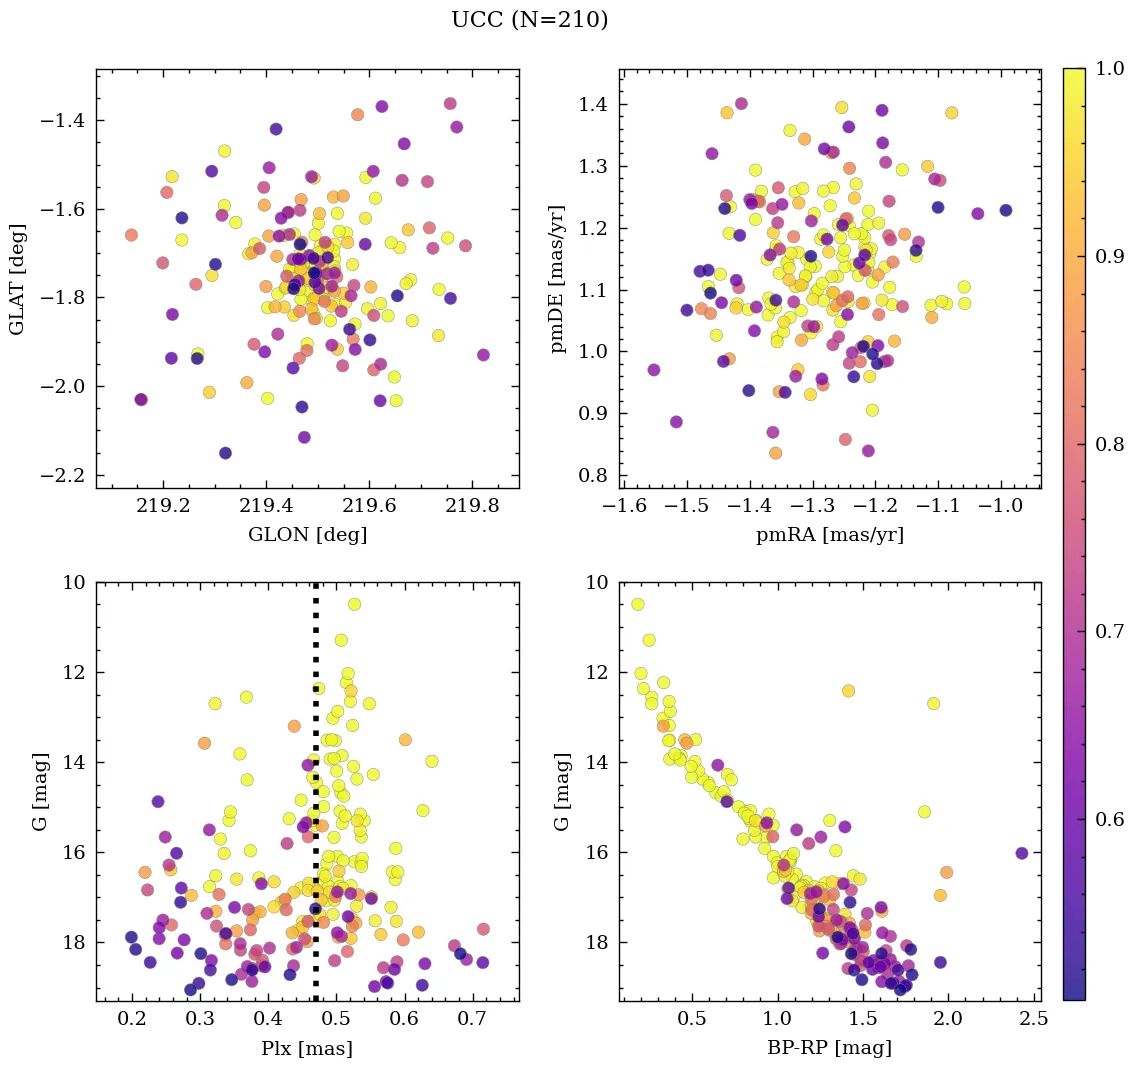 UCC (N=210)
−1.4
−1.6
−1.8
−2.0
−2.2
GLAT [deg]
219.2 219.4 219.6 219.8
GLON [deg]
1.4
1.3
1.2
1.1
1.0
0.9
0.8
pmDE [mas/yr]
−1.6 −1.5 −1.4 −1.3 −1.2 −1.1 −1.0
pmRA [mas/yr]
1.0
0.9
0.8
0.7
0.6
10
12
14
16
18
G [mag]
0.2 0.3 0.4 0.5 0.6 0.7
Plx [mas]
10
12
14
16
18
G [mag]
0.5 1.0 1.5 2.0 2.5
BP-RP [mag]